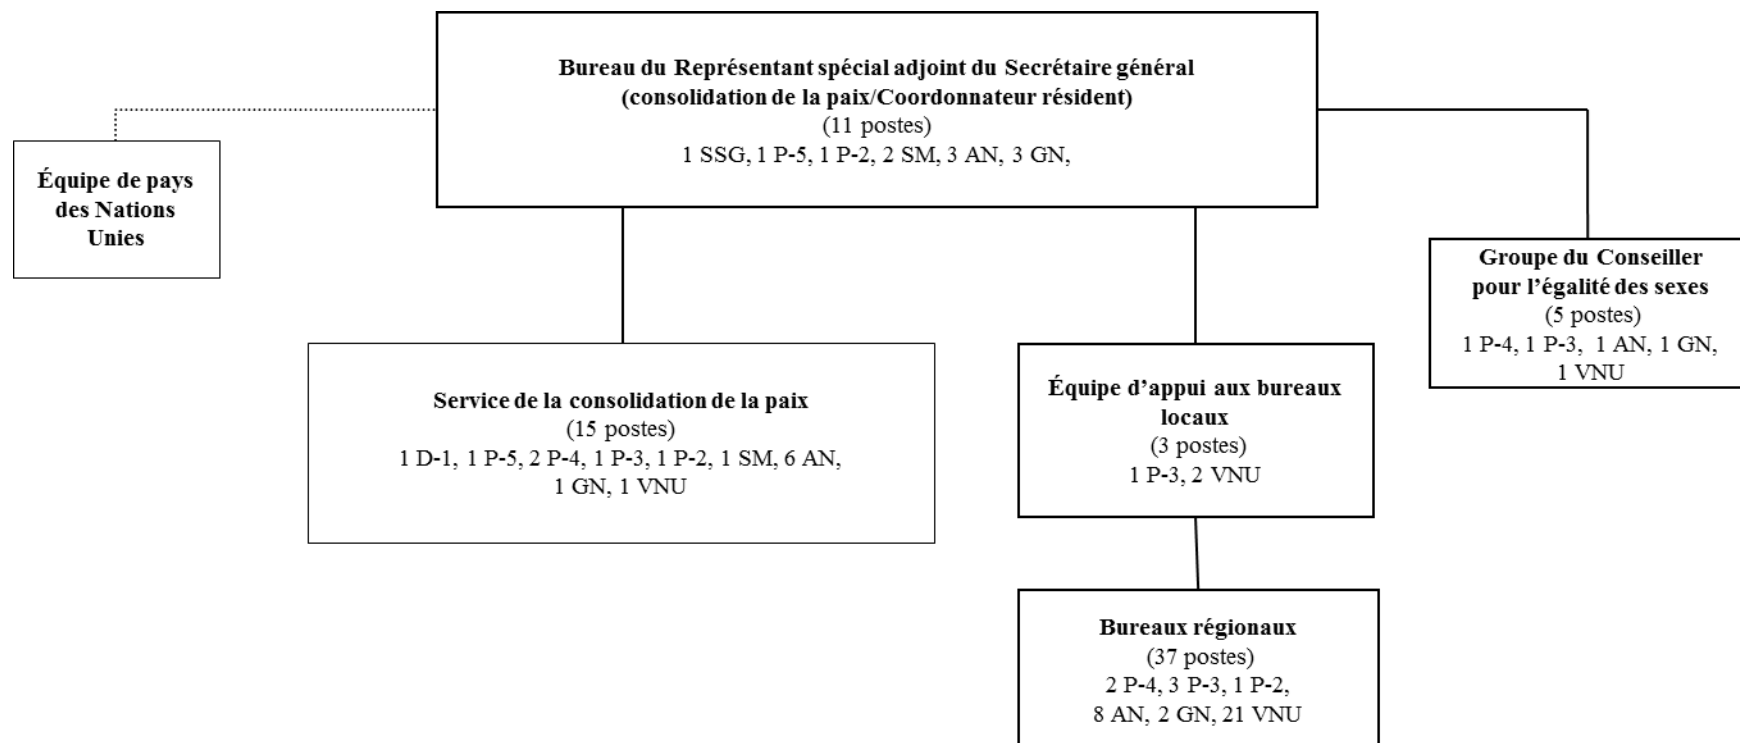 Bureau du Représentant spécial adjoint du Secrétaire général
(consolidation de la paix/Coordonnateur résident)
(11 postes)
1 SSG, 1 P-5, 1 P-2, 2 SM, 3 AN, 3 GN,
Équipe de pays
des Nations
Unies
Groupe du Conseiller
pour l’égalité des sexes
(5 postes)
1 P-4, 1 P-3, 1 AN, 1 GN,
1 VNU
Service de la consolidation de la paix
(15 postes)
1 D-1, 1 P-5, 2 P-4, 1 P-3, 1 P-2, 1 SM, 6 AN,
1 GN, 1 VNU
Équipe d’appui aux bureaux
locaux
(3 postes)
1 P-3, 2 VNU
Bureaux régionaux
(37 postes)
2 P-4, 3 P-3, 1 P-2,
8 AN, 2 GN, 21 VNU